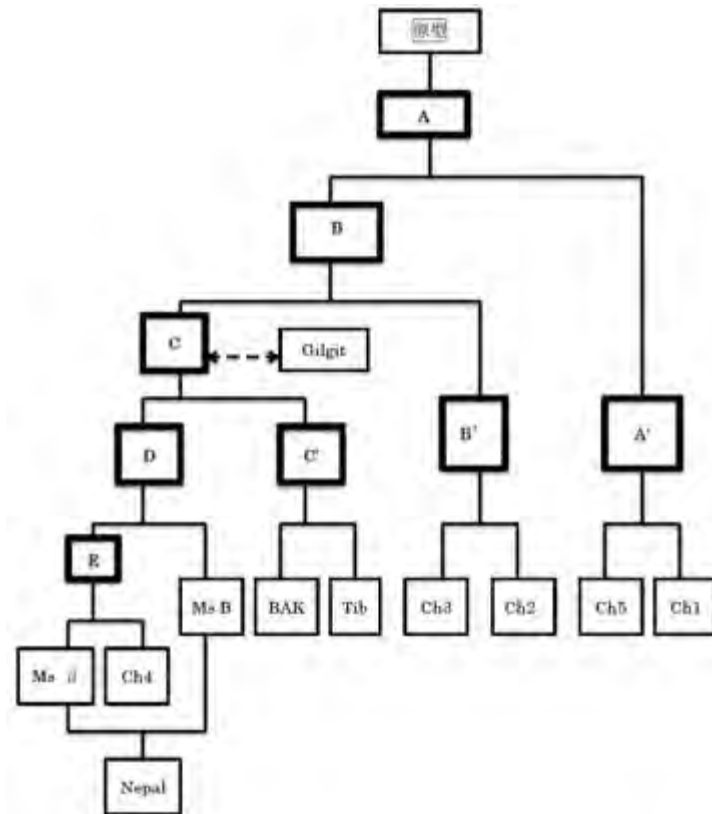 原型
A
B
C
Gilgit
D
C'
B'
A'
E
Ms B
BAK
Tib
Ch3
Ch2
Ch5
Ch1
Ms β
Ch4
Nepal